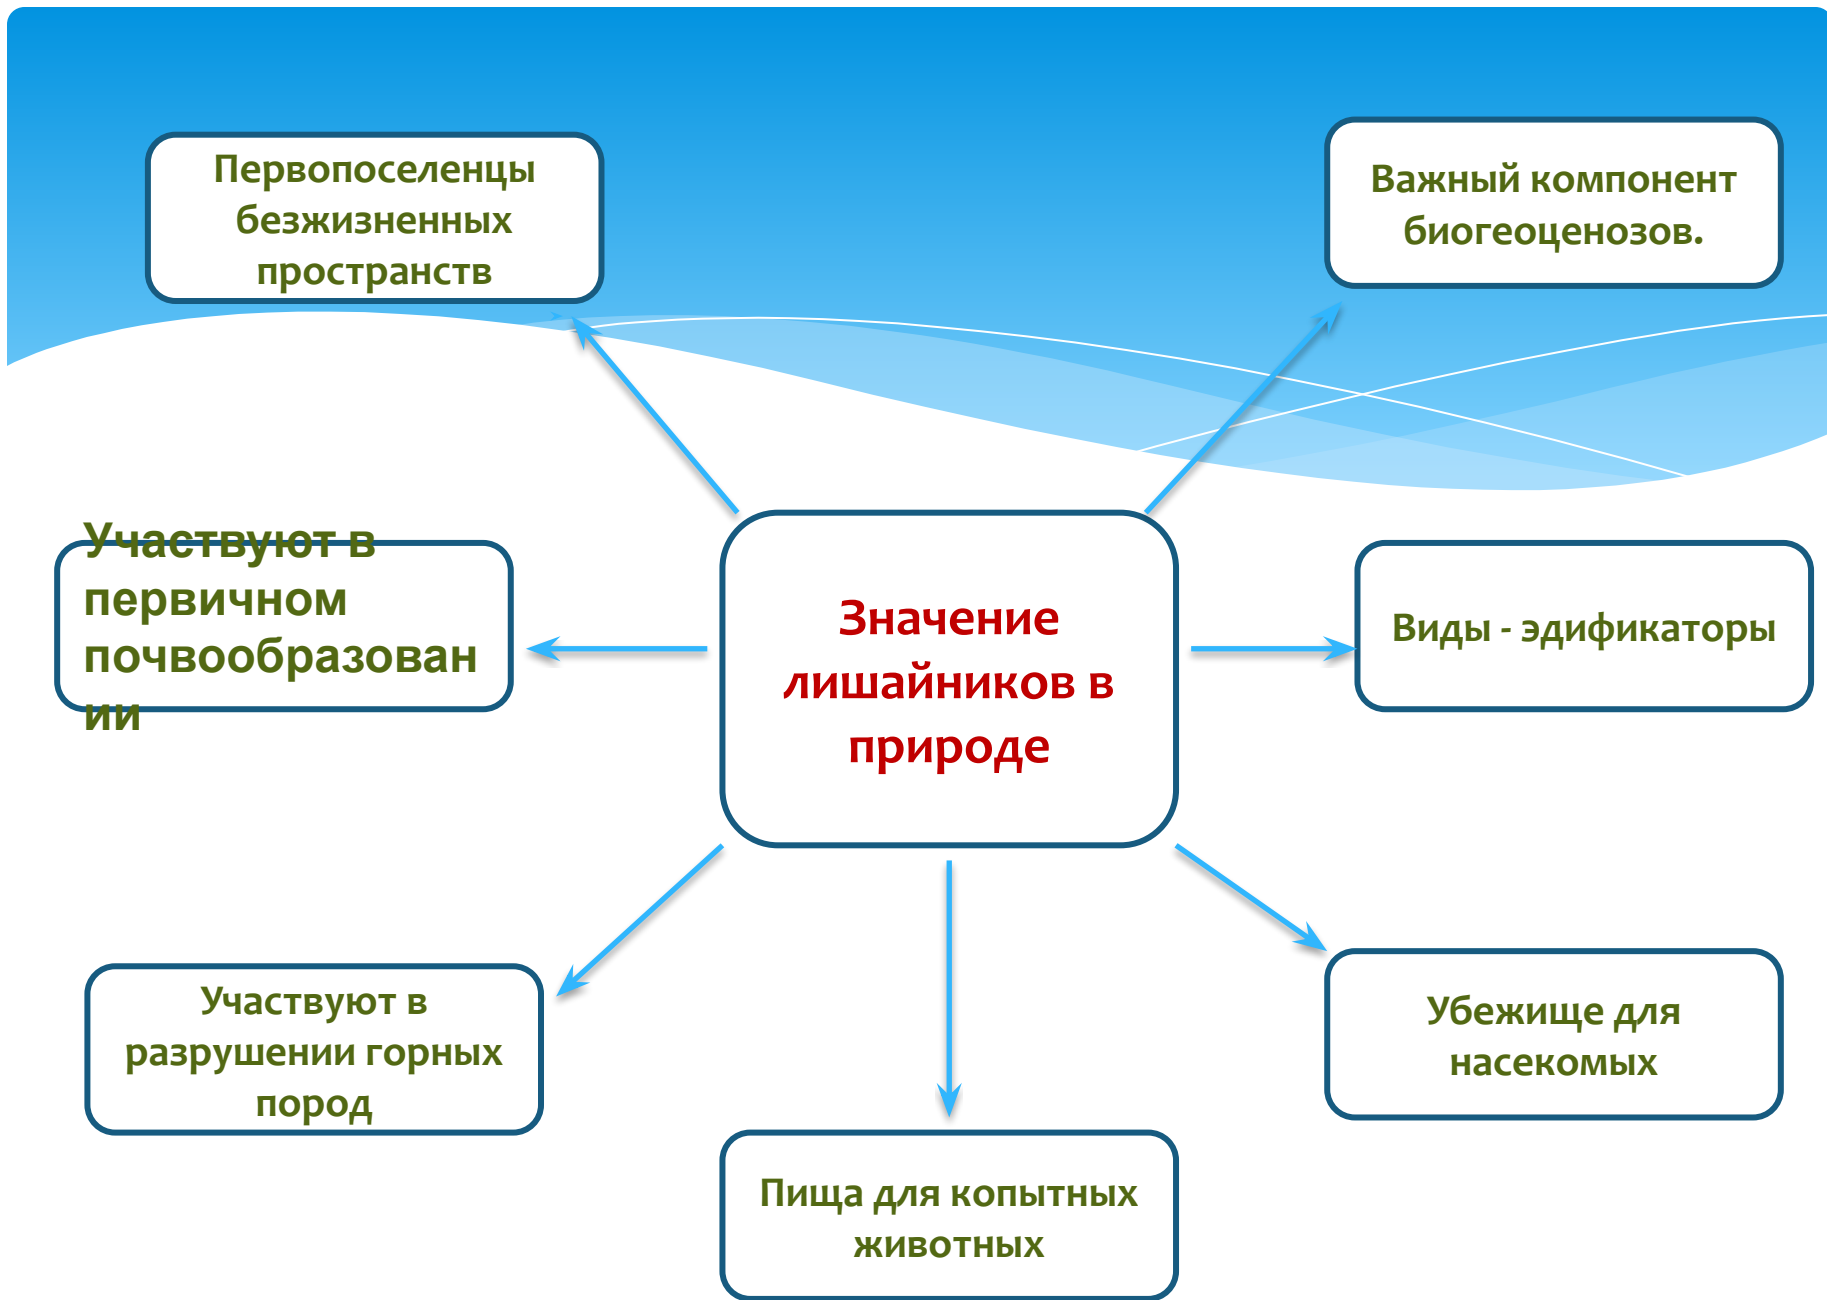 Первопоселенцы
безжизненных
пространств
Важный компонент
биогеоценозов.
Участвуют в
первичном
почвообразован
ии
Значение
лишайников в
природе
Виды - эдификаторы
Участвуют в
разрушении горных
пород
Убежище для
насекомых
Пища для копытных
животных